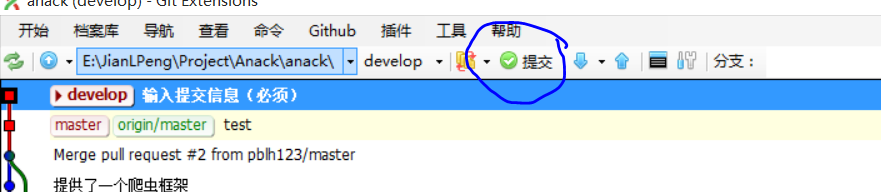 anack (develop) - Git Extensions
开始 档案库 导航 查看 命令 Github 插件 工具 帮助
E:\JianLPeng\Project\Anack\anack\ develop 提交 分支：
develop 输入提交信息（必须）
master origin/master test
Merge pull request #2 from pblh123/master
提供了一个爬虫框架